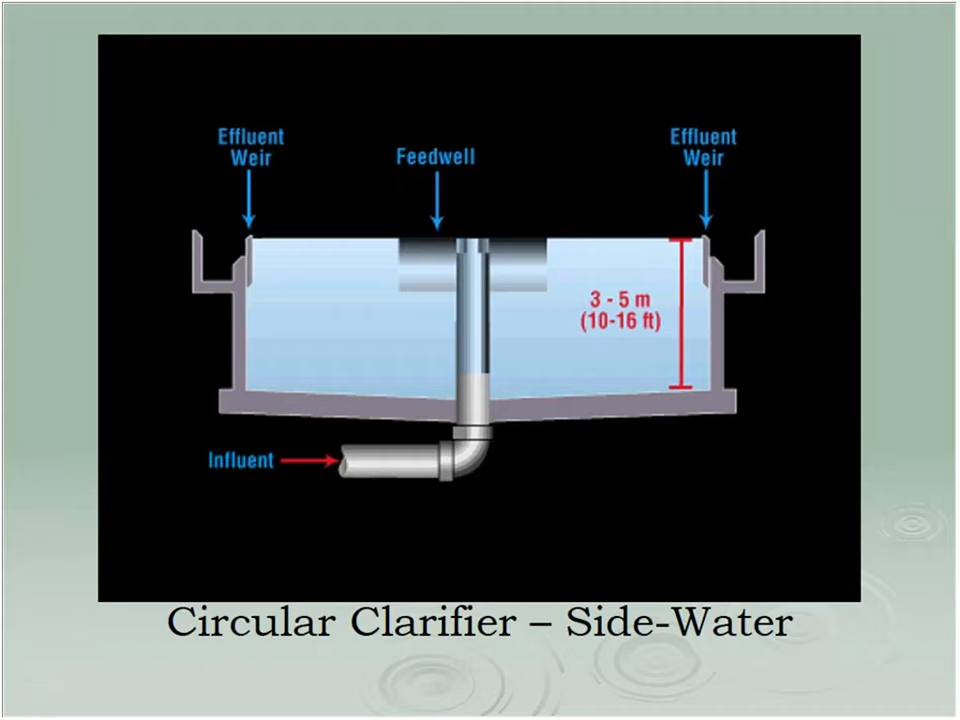 Effluent
Weir
Feedwell
Effluent
Weir
3 - 5 m
(10-16 ft)
Influent
Circular Clarifier – Side-Water